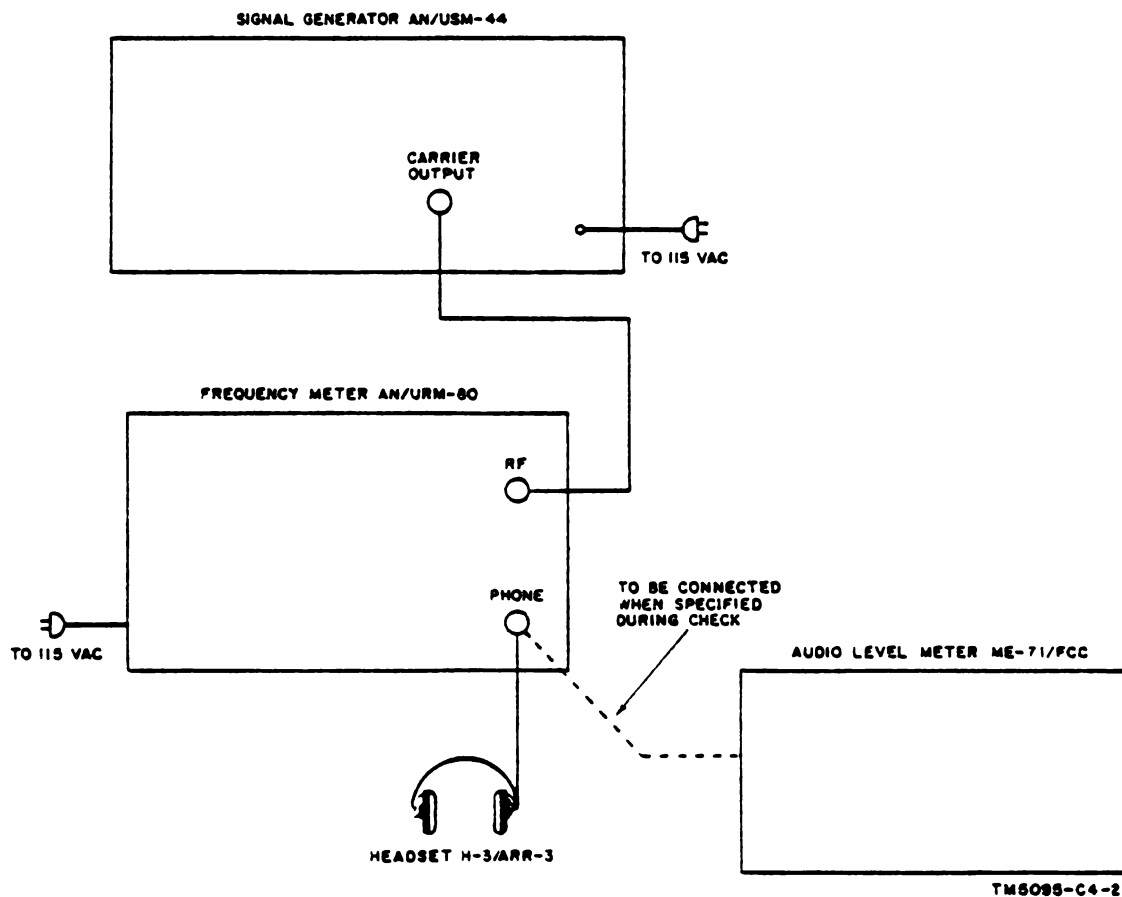 SIGNAL GENERATOR AN/USM-44
CARRIER
OUTPUT
TO 115 VAC
FREQUENCY METER AN/URM-80
RF
PHONE
TO 115 VAC
TO BE CONNECTED
WHEN SPECIFIED
DURING CHECK
AUDIO LEVEL METER ME-71/FCC
HEADSET H-3/ARR-3
TM5095-C4-2